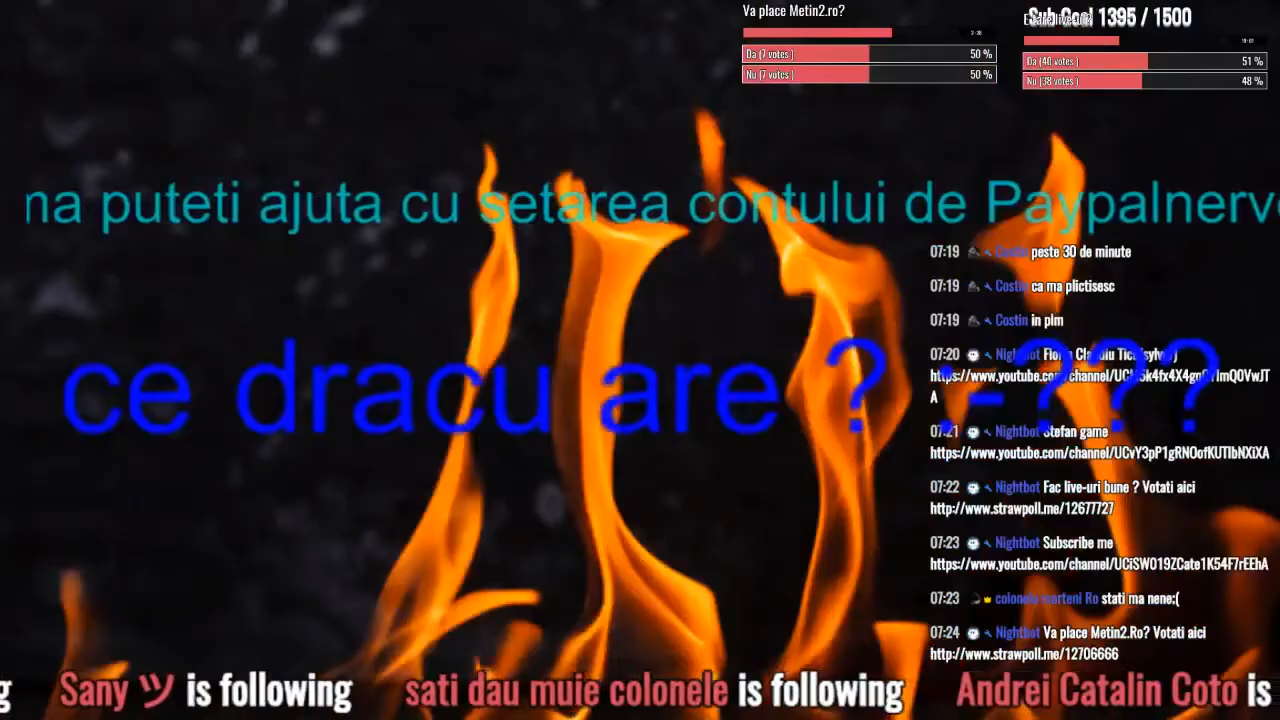 Va place Metin2.ro?
Da (7 votes )
50 %
Nu (7 votes )
50 %
Sub Goal 1395 / 1500
Da (40 votes )
51 %
Nu (38 votes )
48 %
na puteti ajuta cu setarea contului de Paypalnerv
ce dracu are ? :-???
07:19 Costin peste 30 de minute
07:19 Costin ca ma plictisesc
07:19 Costin in plm
07:20 Nightbot
07:21 Nightbot Stefan game
https://www.youtube.com/channel/UCvY3pP1gRNOofKUTIbNXiXA
07:22 Nightbot Fac live-uri bune ? Votati aici
http://www.strawpoll.me/12677727
07:23 Nightbot Subscribe me
https://www.youtube.com/channel/UCiSWO19ZCate1K54F7rEEhA
07:23 colonelu marteni Ro stati ma nene;(
07:24 Nightbot Va place Metin2.Ro? Votati aici
http://www.strawpoll.me/12706666
g Sany ツ is following sati dau muie colonele is following Andrei Catalin Coto is